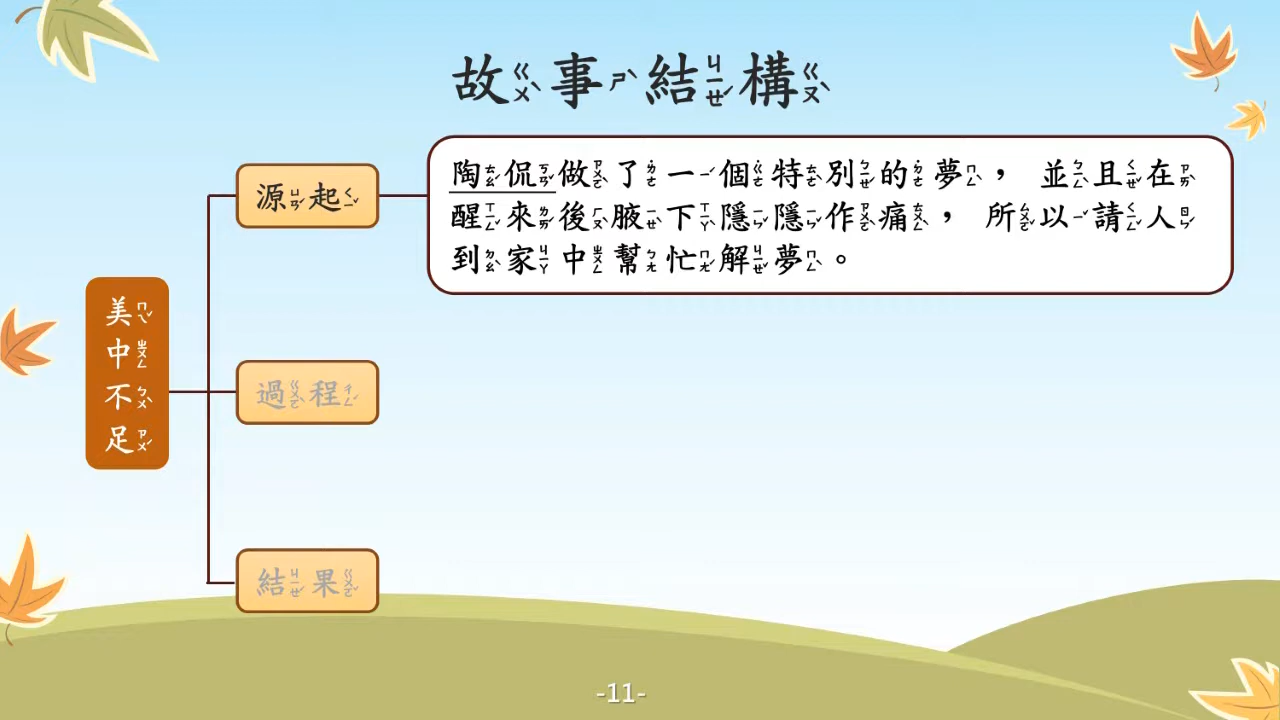 故事結構
源起
陶侃做了一個特別的夢，並且在
醒來後腋下隱隱作痛，所以請人
到家中幫忙解夢。
美中不足
過程
結果
-11-